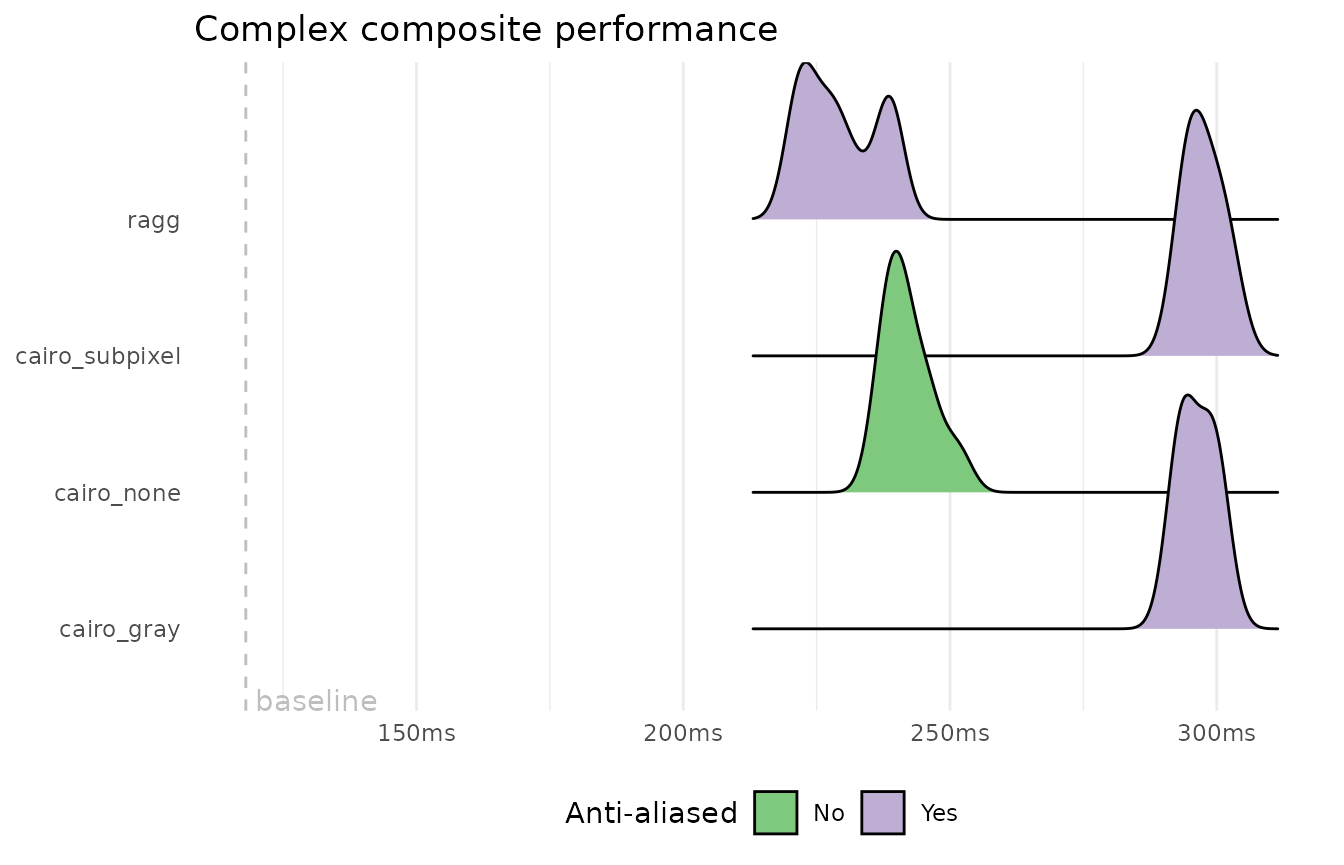 Complex composite performance
ragg
cairo_subpixel
cairo_none
cairo_gray
baseline
150ms 200ms 250ms 300ms
Anti-aliased No Yes